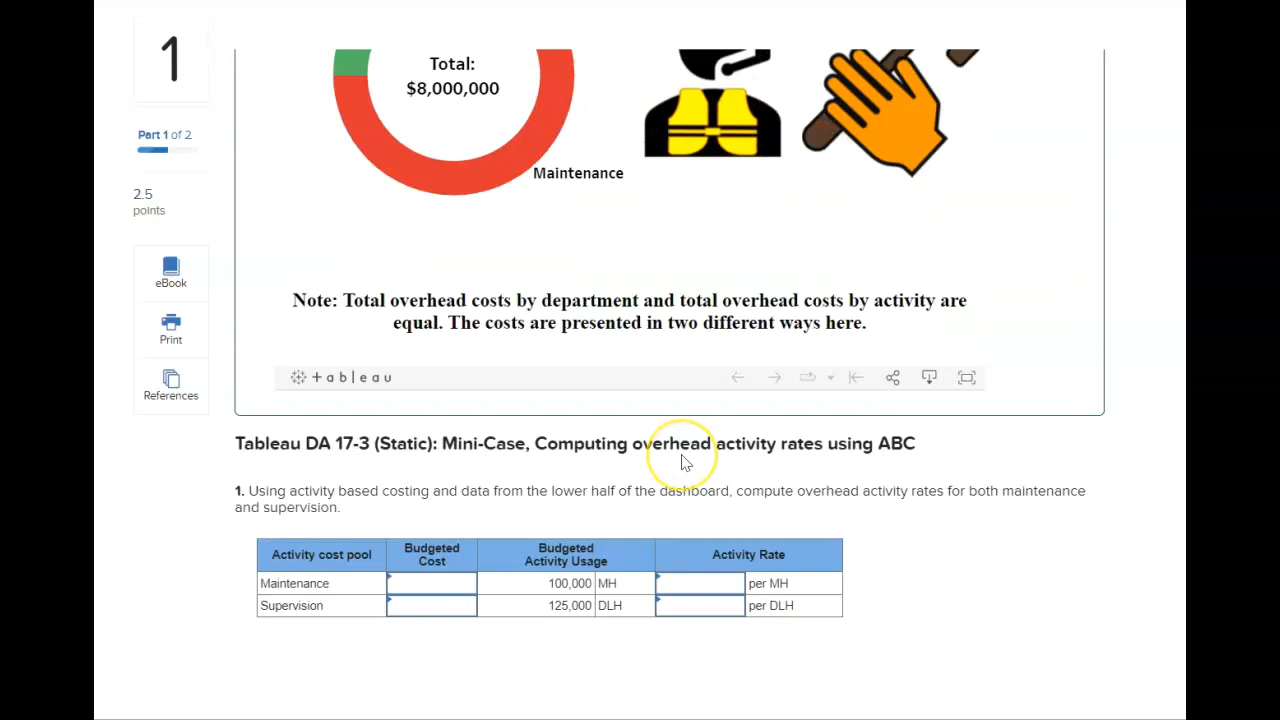 1
Part 1 of 2
2.5
points
eBook
Print
References
Total:
$8,000,000
Maintenance
Note: Total overhead costs by department and total overhead costs by activity are
equal. The costs are presented in two different ways here.
+ a b | e a u
Tableau DA 17-3 (Static): Mini-Case, Computing overhead activity rates using ABC
1. Using activity based costing and data from the lower half of the dashboard, compute overhead activity rates for both maintenance
and supervision.
Activity cost pool Budgeted Cost Budgeted Activity Usage Activity Rate
Maintenance 100,000 MH per MH
Supervision 125,000 DLH per DLH